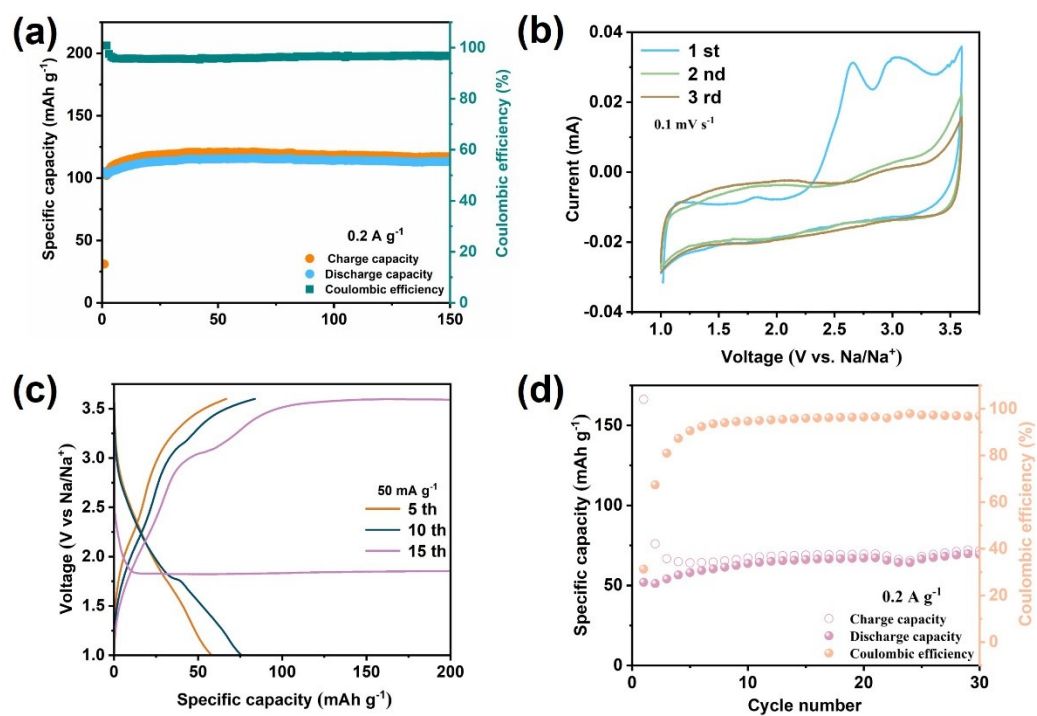 (a)
200
150
100
50
0
Specific capacity (mAh g⁻¹)
0.2 A g⁻¹
Charge capacity
Discharge capacity
Coulombic efficiency
100
80
60
40
20
0
Coulombic efficiency (%)
0 50 100 150
(b)
0.04
0.02
0.00
-0.02
-0.04
Current (mA)
1 st
2 nd
3 rd
0.1 mV s⁻¹
1.0 1.5 2.0 2.5 3.0 3.5
Voltage (V vs. Na/Na⁺)
(c)
3.5
3.0
2.5
2.0
1.5
1.0
Voltage (V vs Na/Na⁺)
50 mA g⁻¹
5 th
10 th
15 th
0 50 100 150 200
Specific capacity (mAh g⁻¹)
(d)
150
100
50
0
Specific capacity (mAh g⁻¹)
0.2 A g⁻¹
Charge capacity
Discharge capacity
Coulombic efficiency
100
80
60
40
20
0
Coulombic efficiency (%)
0 10 20 30
Cycle number